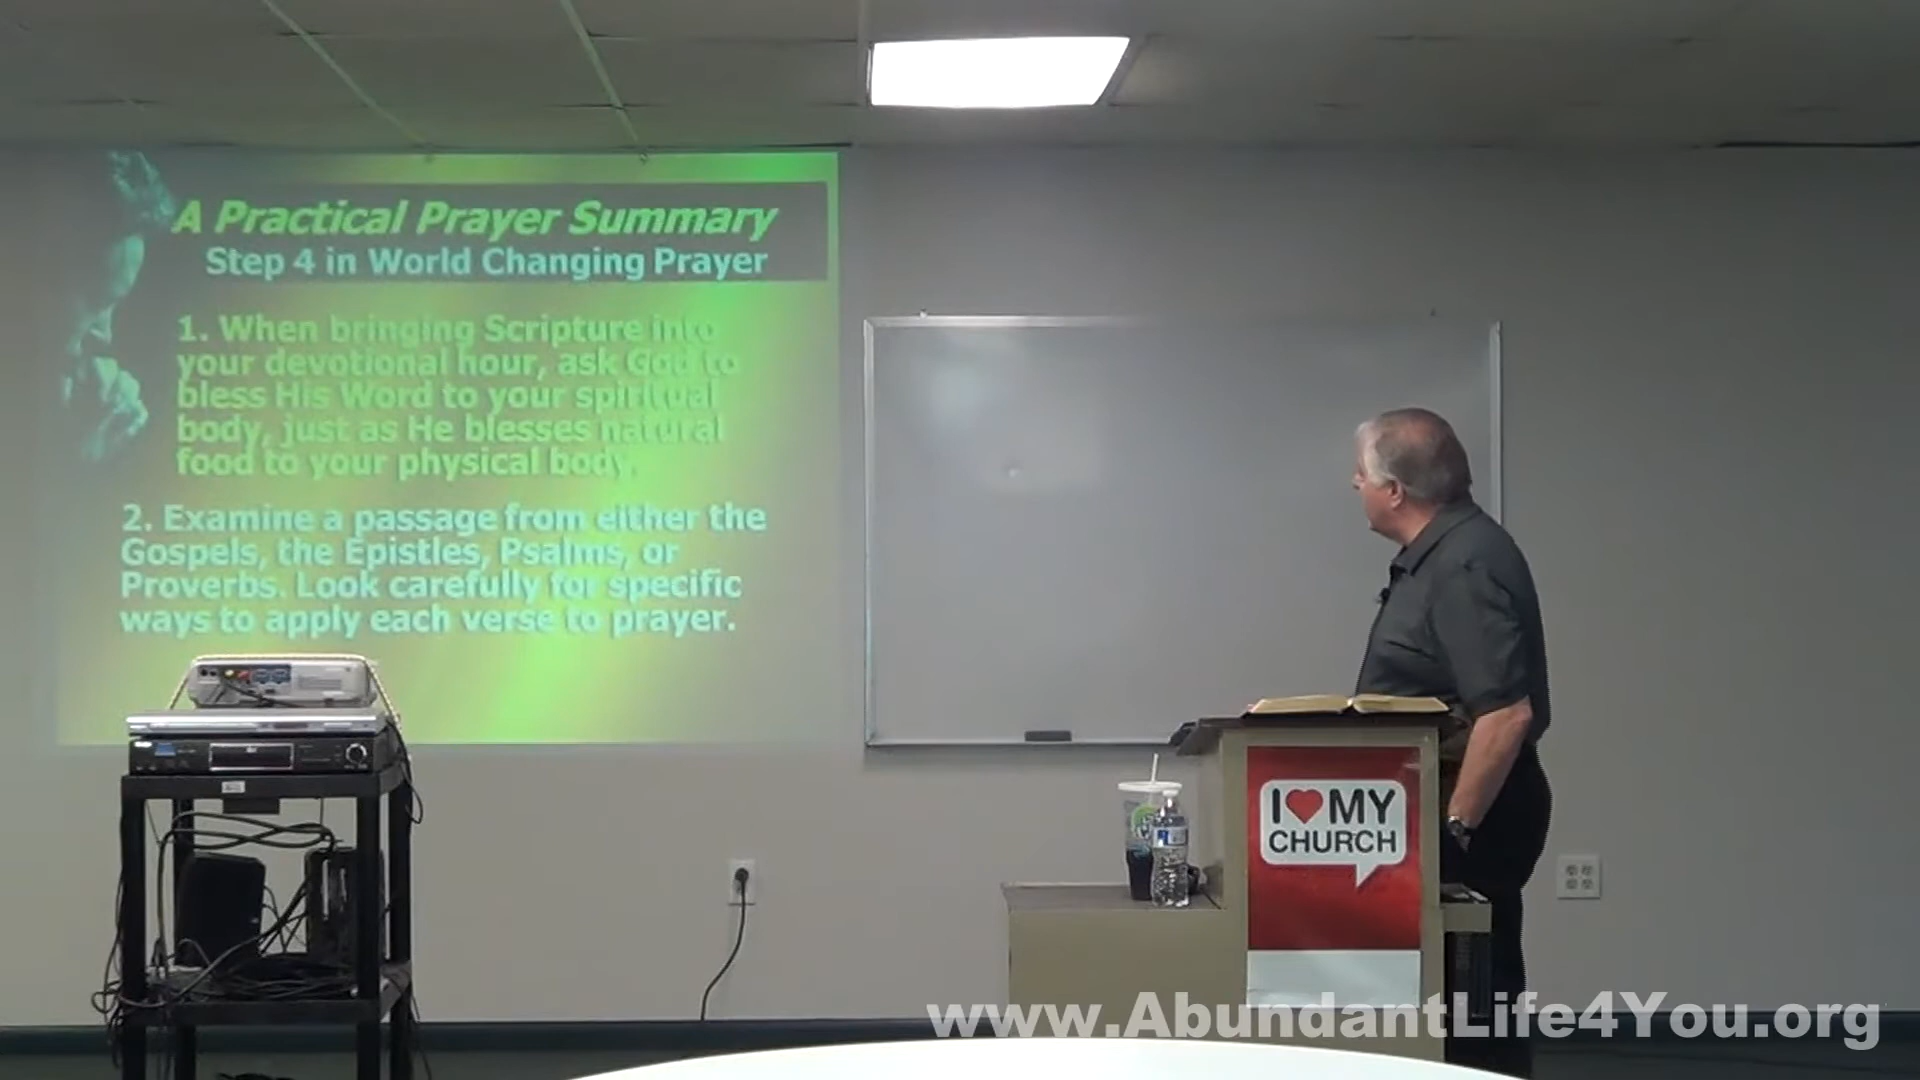 A Practical Prayer Summary
Step 4 in World Changing Prayer
1. When bringing Scripture into
your devotional hour, ask God to
bless His Word to your spiritual
body, just as He blesses natural
food to your physical body.
2. Examine a passage from either the
Gospels, the Epistles, Psalms, or
Proverbs. Look carefully for specific
ways to apply each verse to prayer.
I ♥ MY
CHURCH
www.AbundantLife4You.org